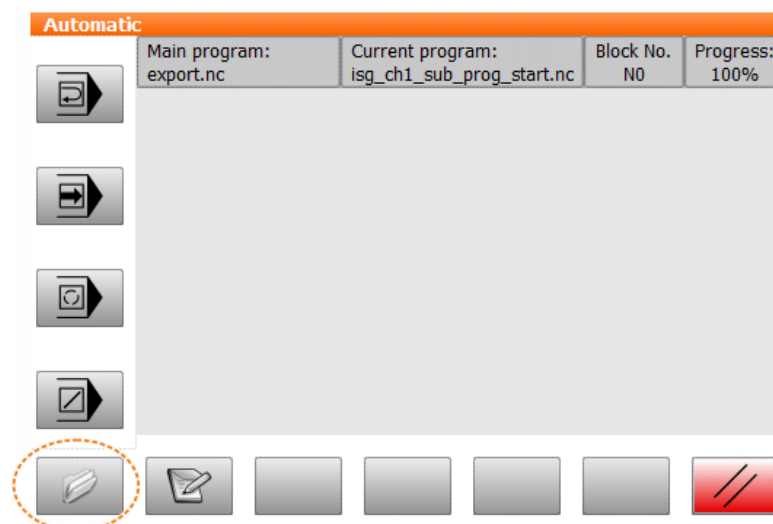 Automatic
Main program: Current program: Block No. Progress:
export.nc isg_ch1_sub_prog_start.nc N0 100%